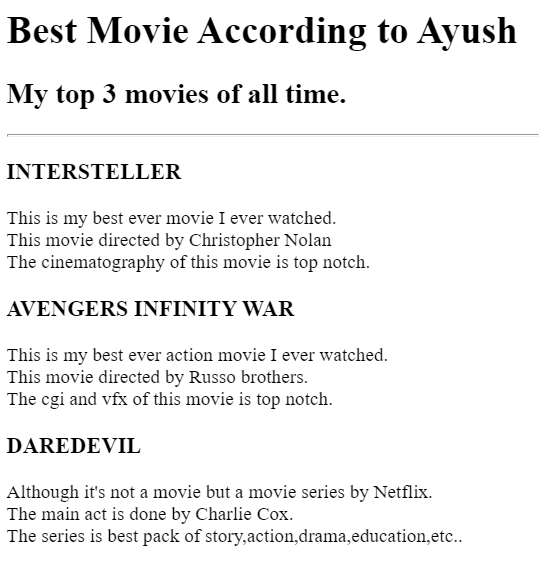 Best Movie According to Ayush
My top 3 movies of all time.
INTERSTELLER
This is my best ever movie I ever watched.
This movie directed by Christopher Nolan
The cinematography of this movie is top notch.
AVENGERS INFINITY WAR
This is my best ever action movie I ever watched.
This movie directed by Russo brothers.
The cgi and vfx of this movie is top notch.
DAREDEVIL
Although it's not a movie but a movie series by Netflix.
The main act is done by Charlie Cox.
The series is best pack of story,action,drama,education,etc..